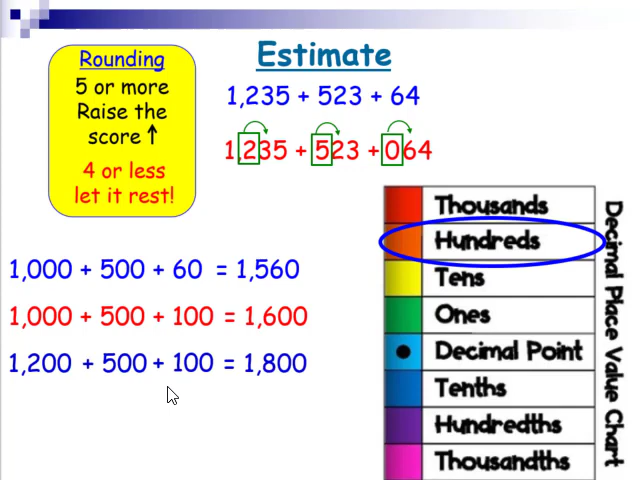 Rounding
5 or more
Raise the
score ↑
4 or less
let it rest!
Estimate
1,235 + 523 + 64
1,235 + 523 + 064
1,000 + 500 + 60 = 1,560
1,000 + 500 + 100 = 1,600
1,200 + 500 + 100 = 1,800
Thousands
Hundreds
Tens
Ones
Decimal Point
Tenths
Hundredths
Thousandths
Decimal Place Value Chart